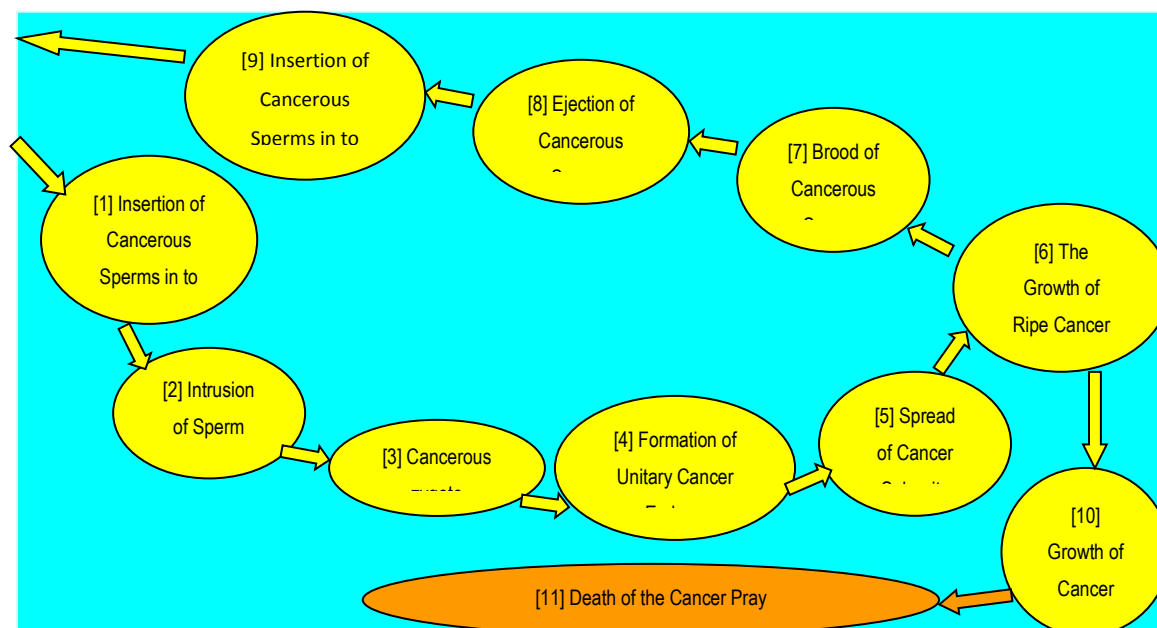 [9] Insertion of
Cancerous
Sperms in to
[8] Ejection of
Cancerous
[7] Brood of
Cancerous
[1] Insertion of
Cancerous
Sperms in to
[6] The
Growth of
Ripe Cancer
[2] Intrusion
of Sperm
[3] Cancerous
zygote
[4] Formation of
Unitary Cancer
[5] Spread
of Cancer
[10]
Growth of
Cancer
[11] Death of the Cancer Pray